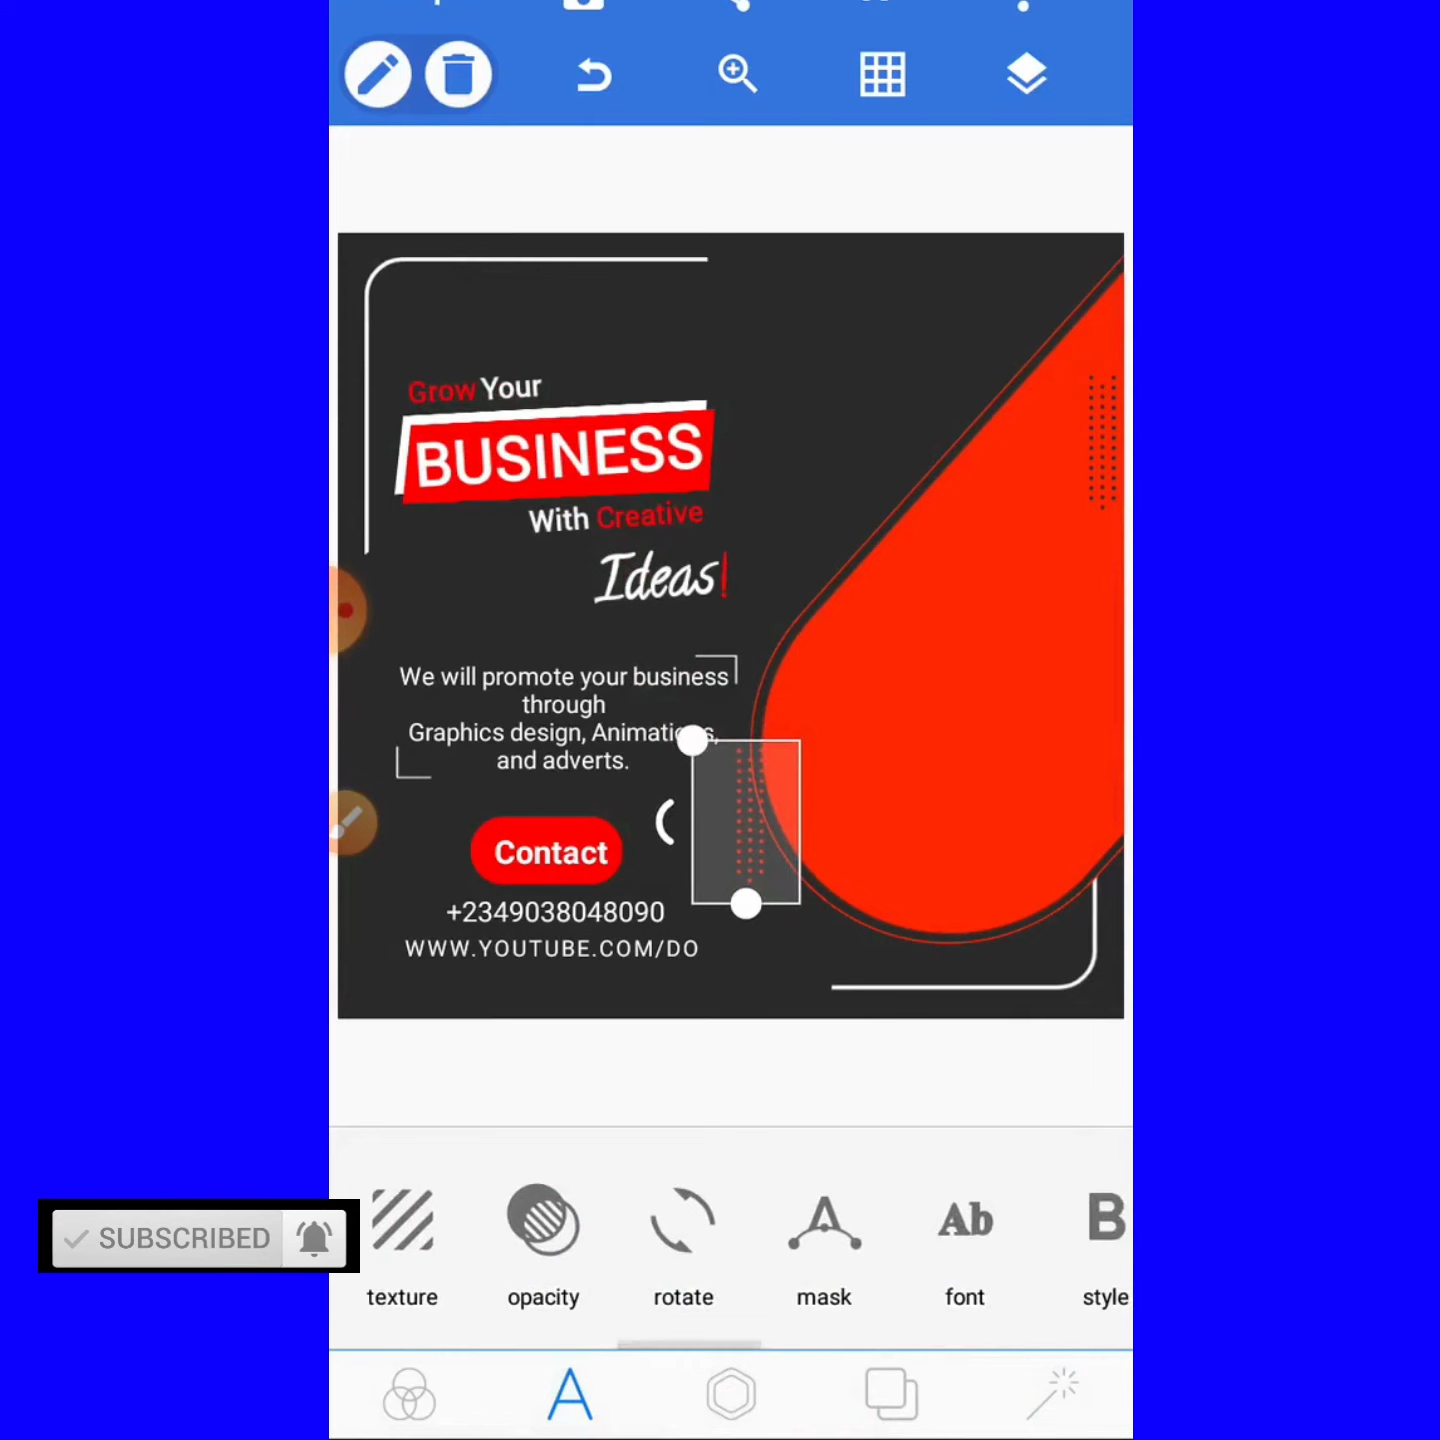 Grow Your
BUSINESS
With Creative
Ideas!
We will promote your business
through
Graphics design, Animations,
and adverts.
Contact
+2349038048090
WWW.YOUTUBE.COM/DO
SUBSCRIBED
texture opacity rotate mask font style
Ab B
A